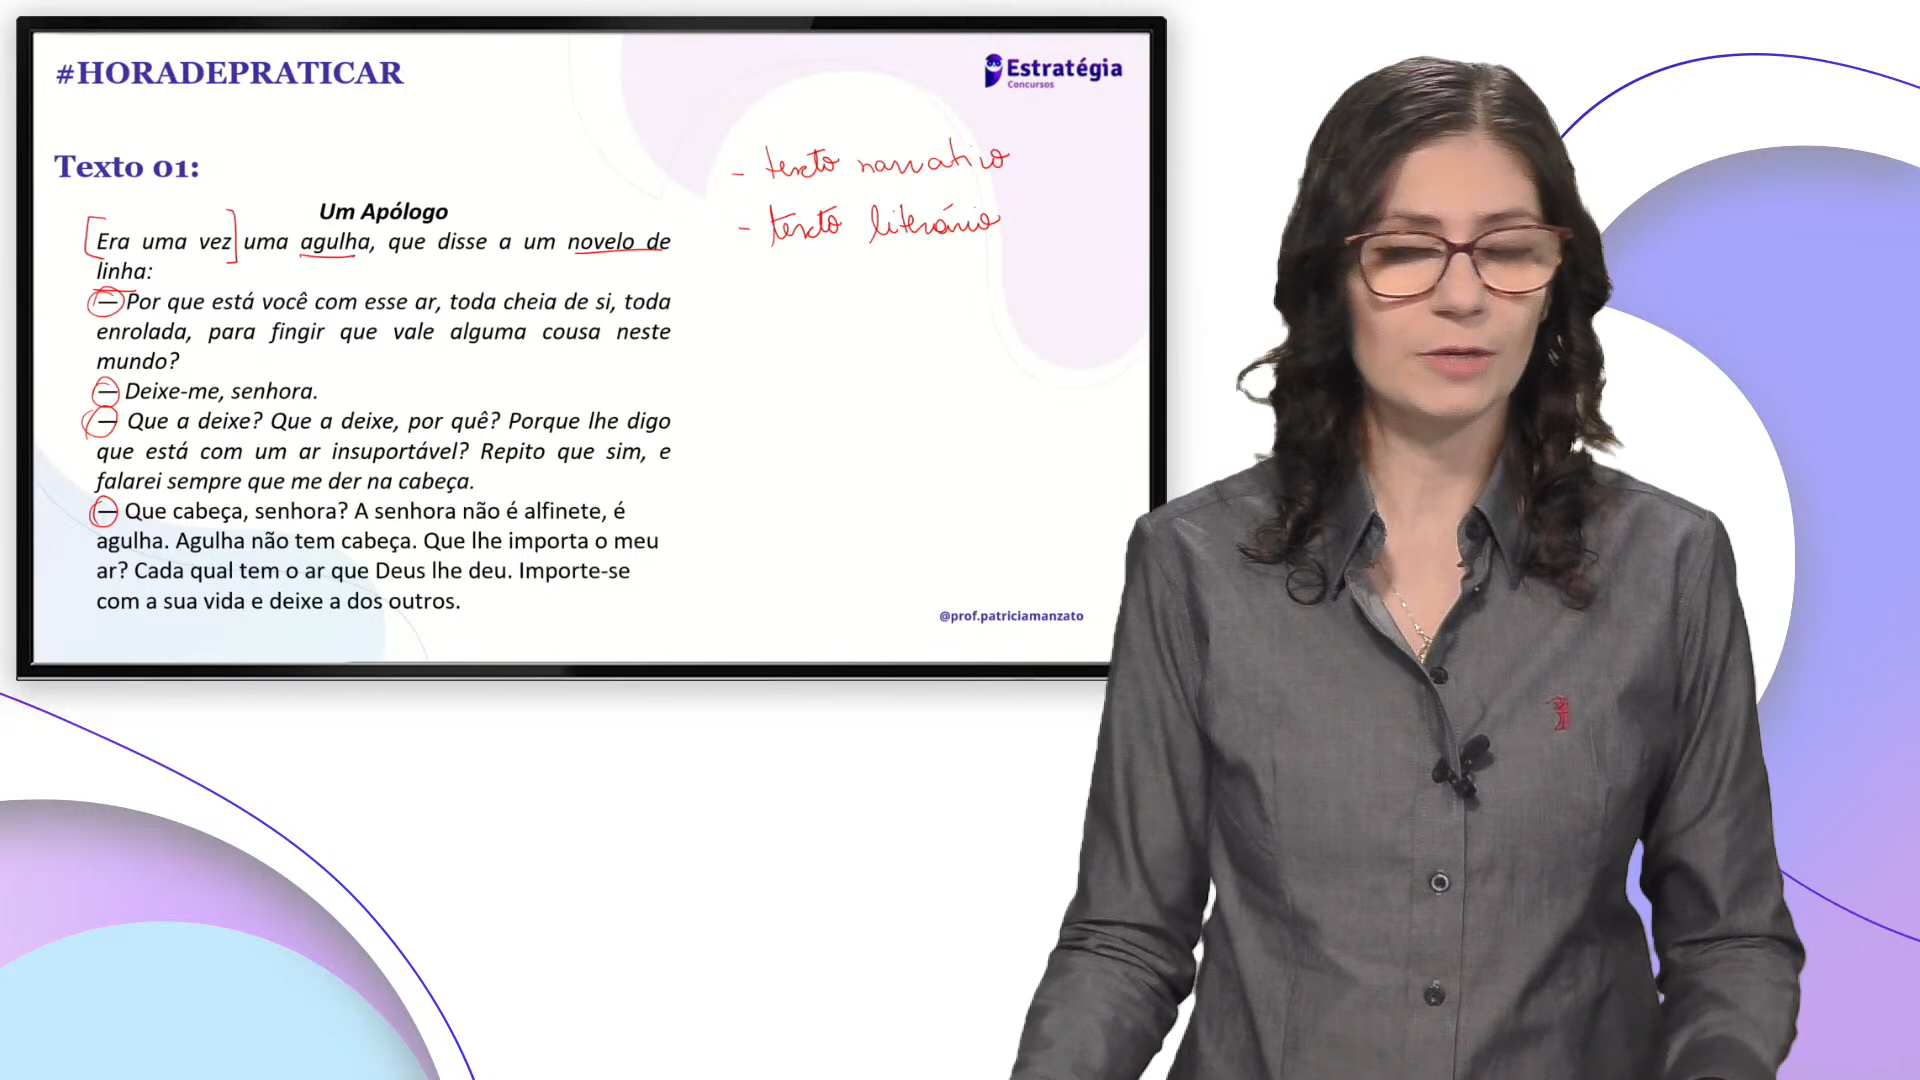 #HORADEPRATICAR
Estratégia
Concursos
Texto 01:
- texto narrativo
- texto literário
Um Apólogo
Era uma vez uma agulha, que disse a um novelo de
linha:
— Por que está você com esse ar, toda cheia de si, toda
enrolada, para fingir que vale alguma cousa neste
mundo?
— Deixe-me, senhora.
— Que a deixe? Que a deixe, por quê? Porque lhe digo
que está com um ar insuportável? Repito que sim, e
falarei sempre que me der na cabeça.
— Que cabeça, senhora? A senhora não é alfinete, é
agulha. Agulha não tem cabeça. Que lhe importa o meu
ar? Cada qual tem o ar que Deus lhe deu. Importe-se
com a sua vida e deixe a dos outros.
@prof.patriciamanzato